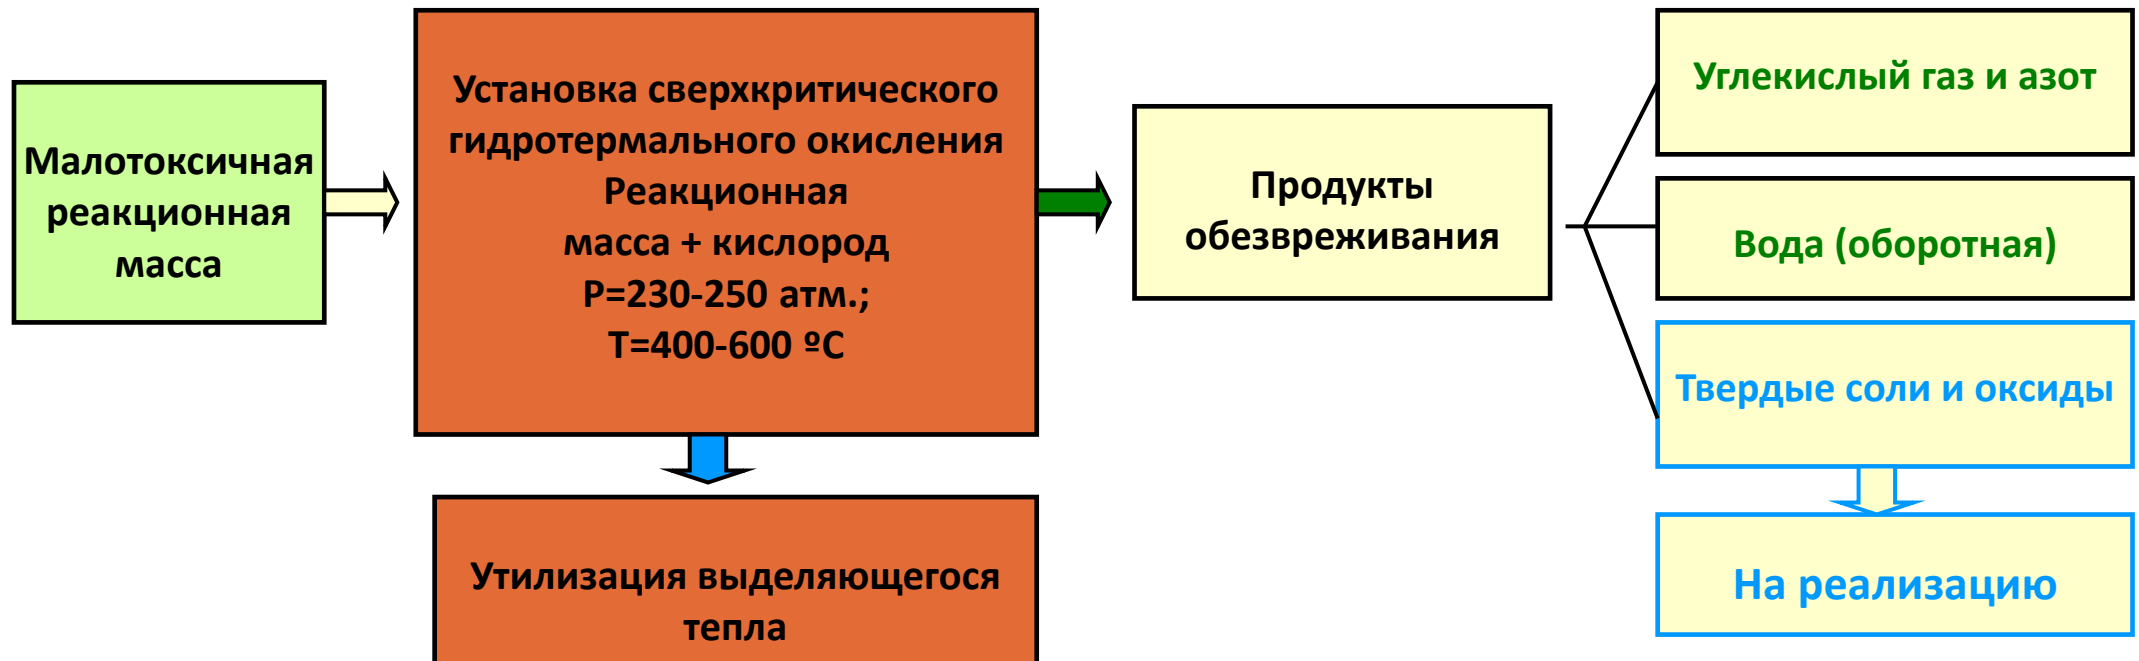 Малотоксичная
реакционная
масса
Установка сверхкритического
гидротермального окисления
Реакционная
масса + кислород
Р=230-250 атм.;
Т=400-600 ºС
Утилизация выделяющегося
тепла
Продукты
обезвреживания
Углекислый газ и азот
Вода (оборотная)
Твердые соли и оксиды
На реализацию